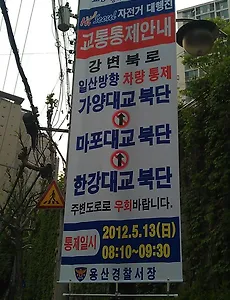 Seoul 자전거 대행진
교통통제안내
강변북로
일산방향 차량 통제
가양대교 북단
마포대교 북단
한강대교 북단
주변도로로 우회바랍니다.
통제일시
2012.5.13(일)
08:10~09:30
용산경찰서장